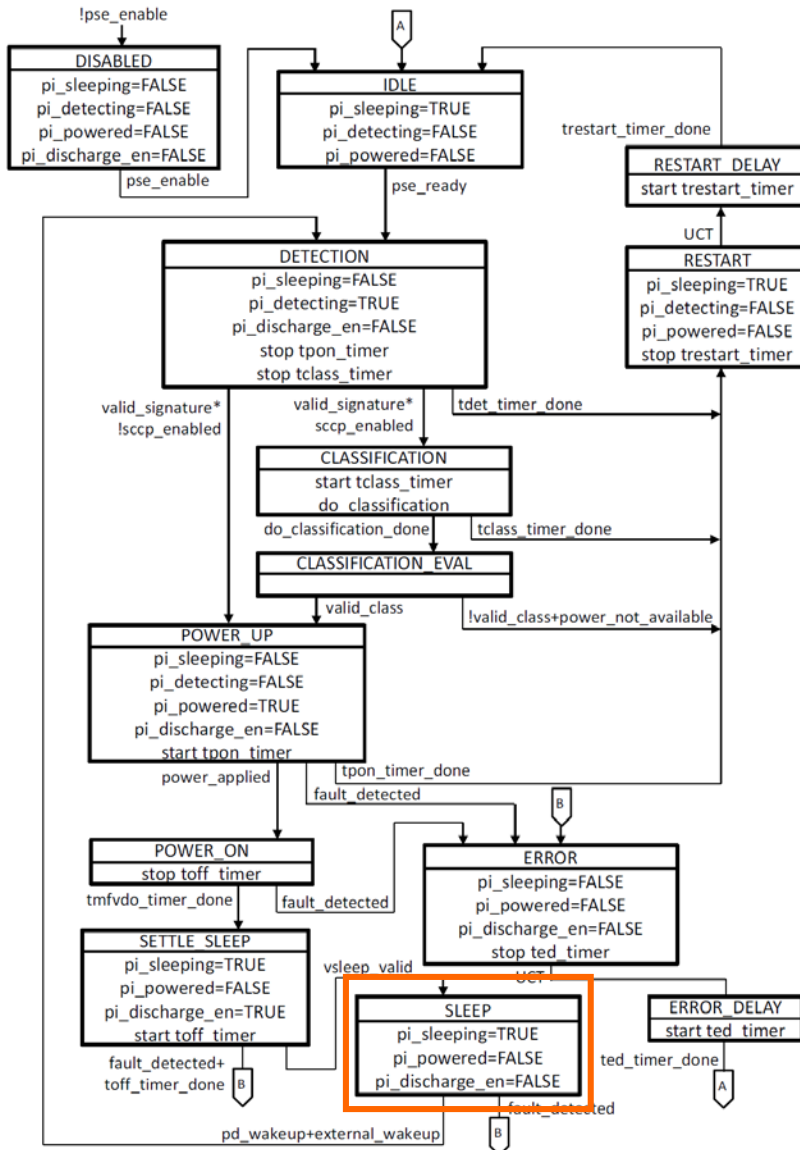 !pse_enable
A
DISABLED
pi_sleeping=FALSE
pi_detecting=FALSE
pi_powered=FALSE
pi_discharge_en=FALSE
pse_enable
IDLE
pi_sleeping=TRUE
pi_detecting=FALSE
pi_powered=FALSE
pse_ready
trestart_timer_done
RESTART_DELAY
start trestart_timer
UCT
RESTART
pi_sleeping=TRUE
pi_detecting=FALSE
pi_powered=FALSE
stop trestart_timer
DETECTION
pi_sleeping=FALSE
pi_detecting=TRUE
pi_discharge_en=FALSE
stop tpon_timer
stop tclass_timer
valid_signature*
!sccp_enabled
valid_signature*
sccp_enabled
tdet_timer_done
CLASSIFICATION
start tclass_timer
do_classification
do_classification_done
tclass_timer_done
CLASSIFICATION_EVAL
valid_class
!valid_class+power_not_available
POWER_UP
pi_sleeping=FALSE
pi_detecting=FALSE
pi_powered=TRUE
pi_discharge_en=FALSE
start tpon_timer
power_applied
tpon_timer_done
fault_detected
B
POWER_ON
stop toff_timer
tmfvdo_timer_done
fault_detected
ERROR
pi_sleeping=FALSE
pi_powered=FALSE
pi_discharge_en=FALSE
stop ted_timer
UCT
SETTLE_SLEEP
pi_sleeping=TRUE
pi_powered=FALSE
pi_discharge_en=TRUE
start toff_timer
vsleep_valid
fault_detected+
toff_timer_done
B
SLEEP
pi_sleeping=TRUE
pi_powered=FALSE
pi_discharge_en=FALSE
ERROR_DELAY
start ted_timer
ted_timer_done
A
fault_detected
B
pd_wakeup+external_wakeup